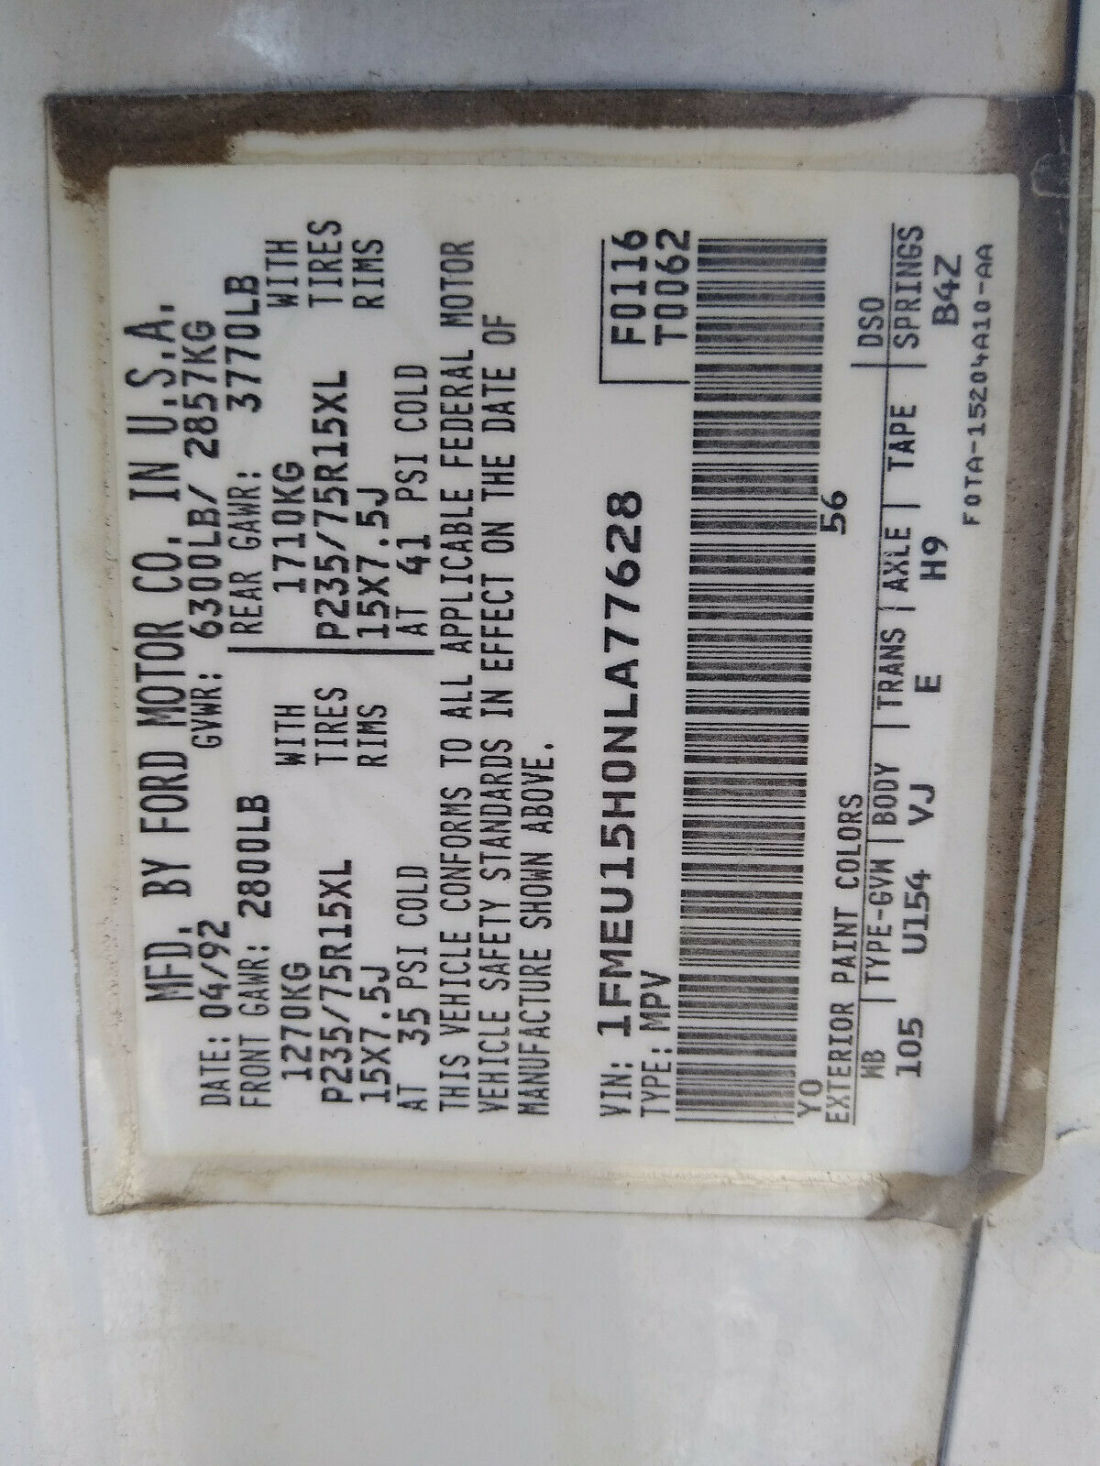 MFD. BY FORD MOTOR CO. IN U.S.A.
DATE: 04/92 GVWR: 6300LB/ 2857KG
FRONT GAWR: 2800LB REAR GAWR: 3770LB
1270KG WITH 1710KG WITH
P235/75R15XL TIRES P235/75R15XL TIRES
15X7.5J RIMS 15X7.5J RIMS
AT 35 PSI COLD AT 41 PSI COLD
THIS VEHICLE CONFORMS TO ALL APPLICABLE FEDERAL MOTOR
VEHICLE SAFETY STANDARDS IN EFFECT ON THE DATE OF
MANUFACTURE SHOWN ABOVE.
VIN: 1FMEU15H0NLA77628 F0116
TYPE: MPV T0062
YO 56
EXTERIOR PAINT COLORS DSO
WB TYPE-GVW BODY TRANS AXLE TAPE SPRINGS
105 U154 VJ E H9 B4Z
F0TA-15204A10-AA